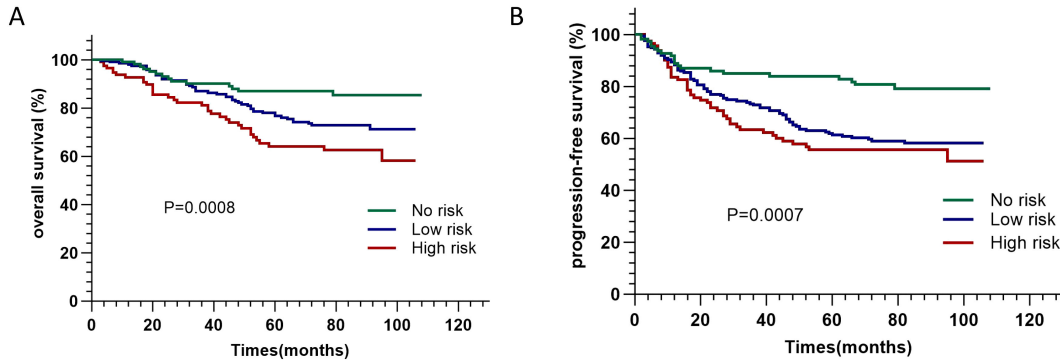 A
overall survival (%)
100
80
60
40
20
0
0 20 40 60 80 100 120
Times(months)
P=0.0008
No risk
Low risk
High risk
B
progression-free survival (%)
100
80
60
40
20
0
0 20 40 60 80 100 120
Times(months)
P=0.0007
No risk
Low risk
High risk